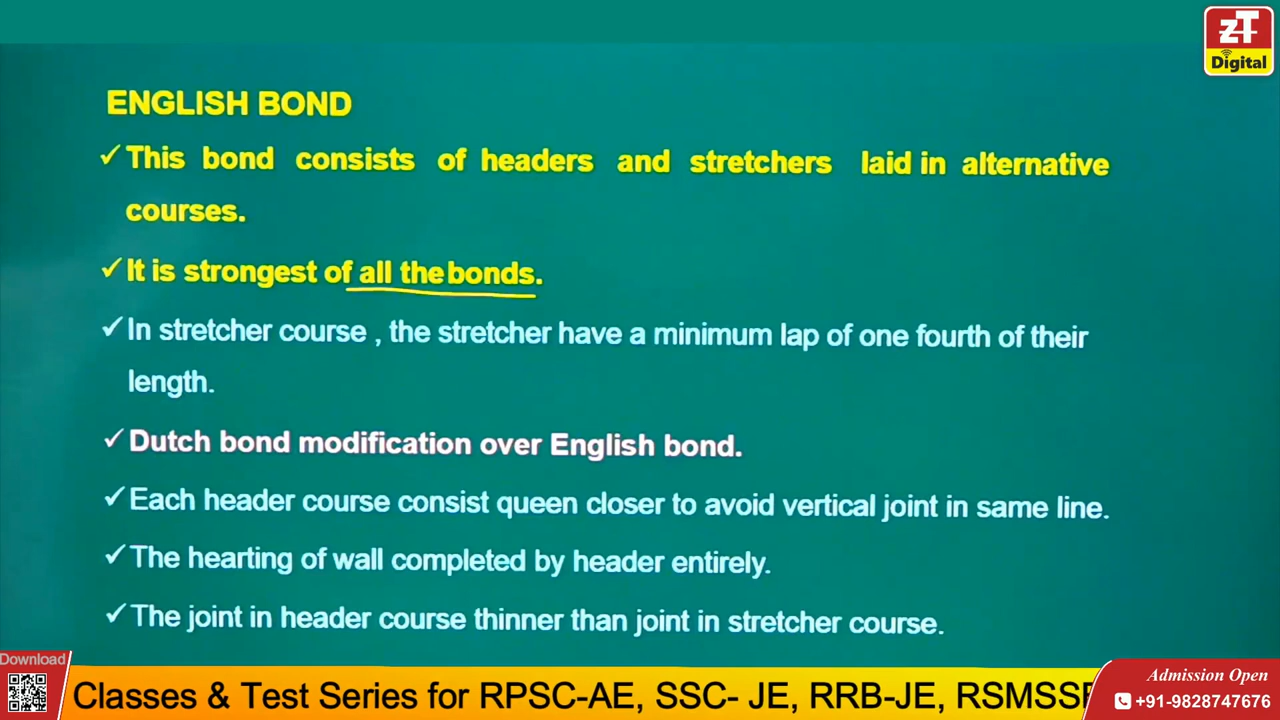 ZT
Digital
ENGLISH BOND
✓ This bond consists of headers and stretchers laid in alternative
courses.
✓ It is strongest of all the bonds.
✓ In stretcher course , the stretcher have a minimum lap of one fourth of their
length.
✓ Dutch bond modification over English bond.
✓ Each header course consist queen closer to avoid vertical joint in same line.
✓ The hearting of wall completed by header entirely.
✓ The joint in header course thinner than joint in stretcher course.
Download
Classes & Test Series for RPSC-AE, SSC- JE, RRB-JE, RSMSS
Admission Open
+91-9828747676